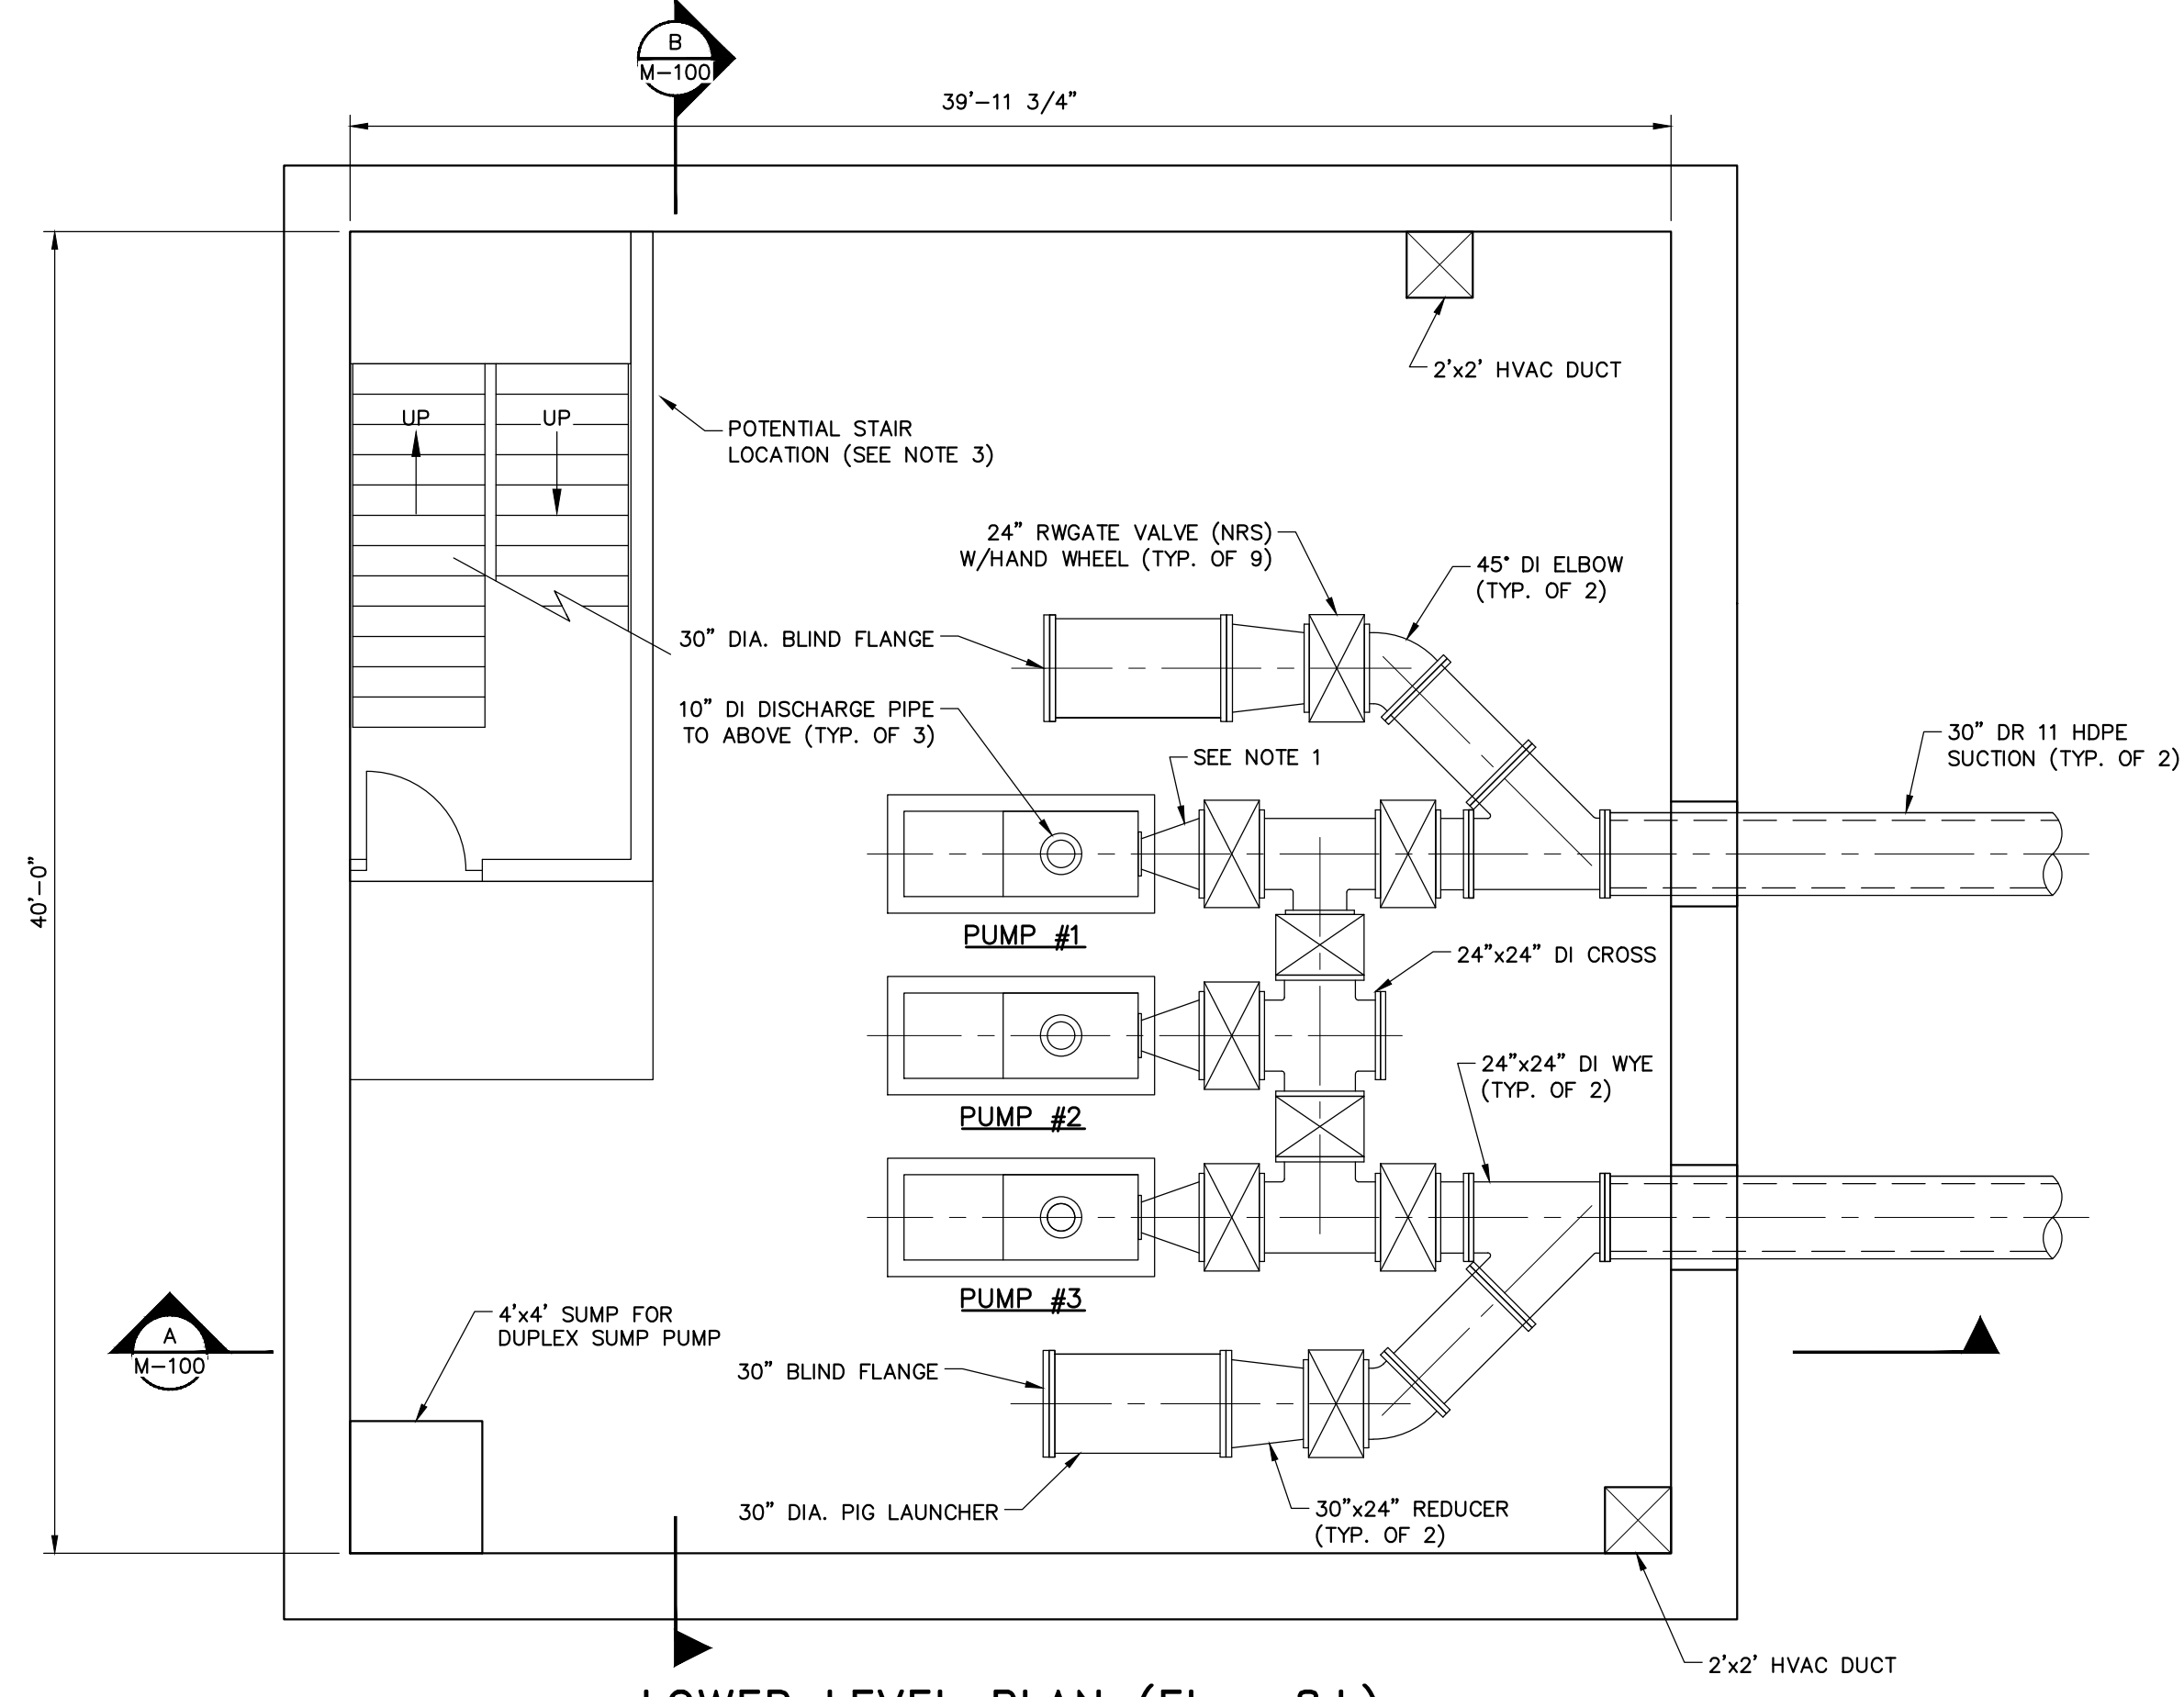 B
M-100
39'-11 3/4"
2'x2' HVAC DUCT
UP
UP
POTENTIAL STAIR
LOCATION (SEE NOTE 3)
24" RWGATE VALVE (NRS)
W/HAND WHEEL (TYP. OF 9)
45° DI ELBOW
(TYP. OF 2)
30" DIA. BLIND FLANGE
10" DI DISCHARGE PIPE
TO ABOVE (TYP. OF 3)
SEE NOTE 1
30" DR 11 HDPE
SUCTION (TYP. OF 2)
40'-0"
PUMP #1
24"x24" DI CROSS
24"x24" DI WYE
(TYP. OF 2)
PUMP #2
PUMP #3
A
M-100
4'x4' SUMP FOR
DUPLEX SUMP PUMP
30" BLIND FLANGE
30" DIA. PIG LAUNCHER
30"x24" REDUCER
(TYP. OF 2)
2'x2' HVAC DUCT
LOWER LEVEL PLAN